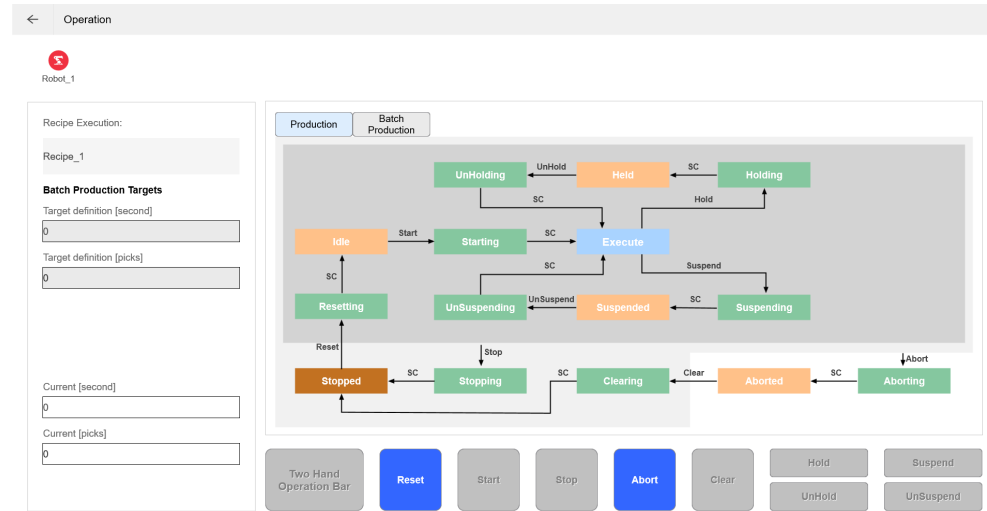 Operation
Robot_1
Recipe Execution:
Recipe_1
Batch Production Targets
Target definition [second]
0
Target definition [picks]
0
Current [second]
0
Current [picks]
0
Production
Batch
Production
UnHolding
UnHold
Held
SC
Holding
SC
Hold
Idle
Start
Starting
SC
Execute
SC
SC
Suspend
Resetting
UnSuspending
UnSuspend
Suspended
SC
Suspending
Reset
Stop
Abort
Stopped
SC
Stopping
SC
Clearing
Clear
Aborted
SC
Aborting
Two Hand
Operation Bar
Reset
Start
Stop
Abort
Clear
Hold
Suspend
UnHold
UnSuspend